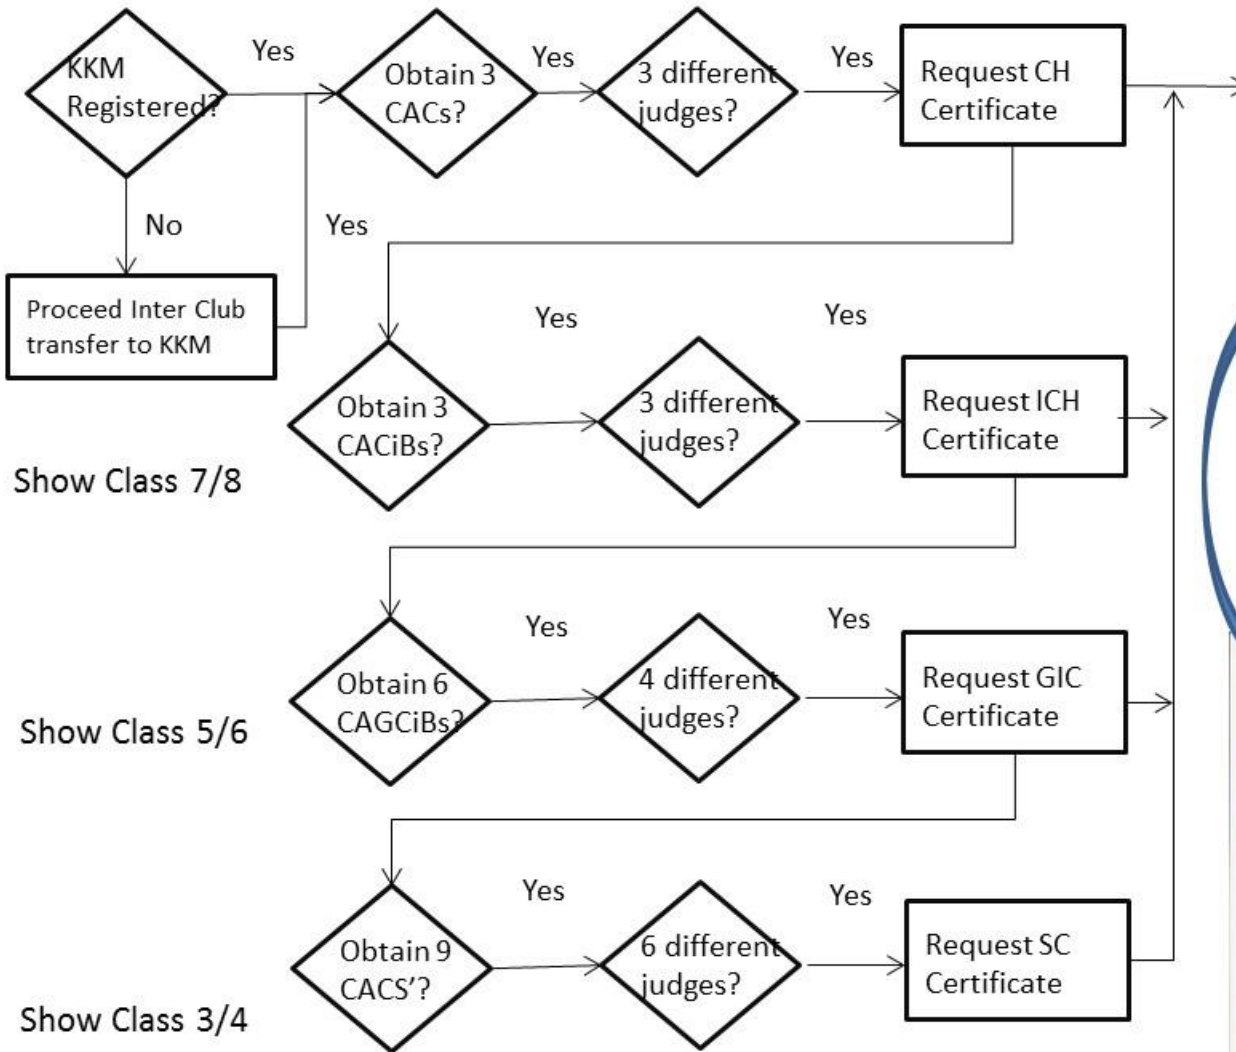 KKM
Registered?
Yes
Obtain 3
CACs?
Yes
3 different
judges?
Yes
Request CH
Certificate
No
Yes
Proceed Inter Club
transfer to KKM
Yes
Yes
Obtain 3
CACiBs?
3 different
judges?
Request ICH
Certificate
Show Class 7/8
Yes
Yes
Obtain 6
CAGCiBs?
4 different
judges?
Request GIC
Certificate
Show Class 5/6
Yes
Yes
Obtain 9
CACS’?
6 different
judges?
Request SC
Certificate
Show Class 3/4